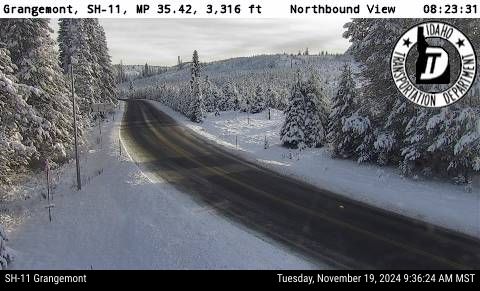 Grangemont, SH-11, MP 35.42, 3,316 ft Northbound View 08:23:31
IDAHO
TRANSPORTATION DEPARTMENT
SH-11 Grangemont Tuesday, November 19, 2024 9:36:24 AM MST